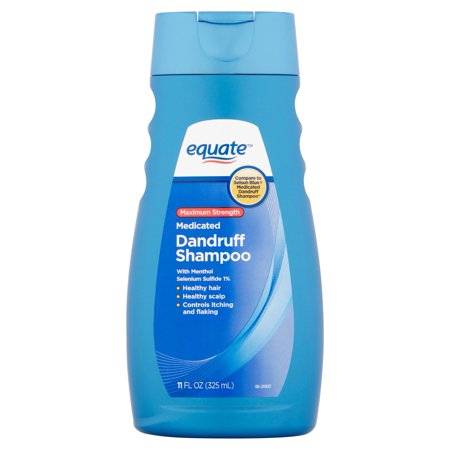 equate™
Compare to
Selsun Blue®
Medicated
Dandruff
Shampoo*
Maximum Strength
Medicated
Dandruff
Shampoo
With Menthol
Selenium Sulfide 1%
• Healthy hair
• Healthy scalp
• Controls itching
and flaking
11 FL OZ (325 mL)